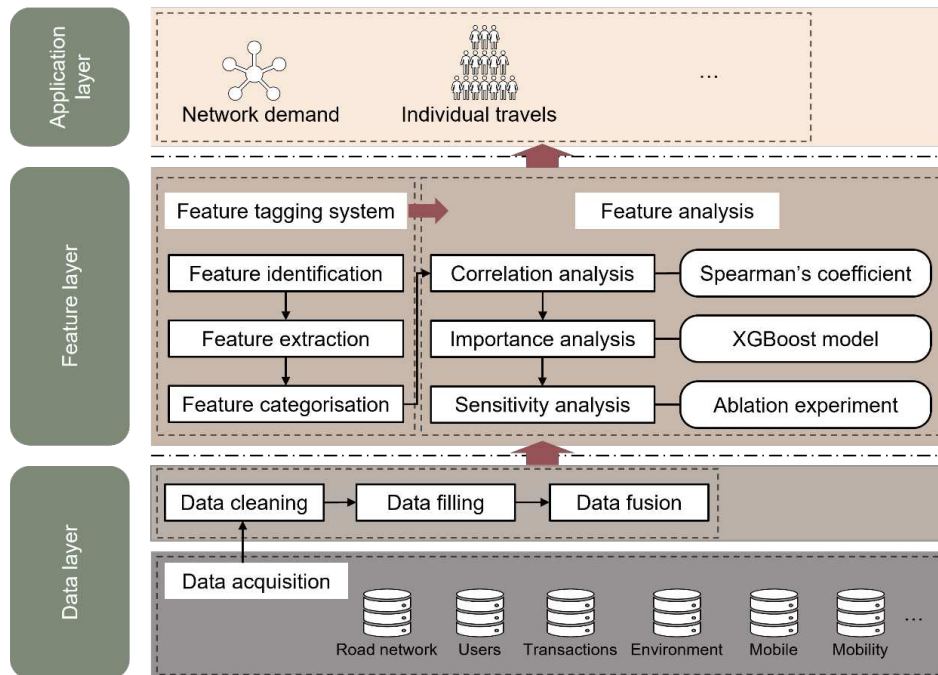 Application
layer
Network demand
Individual travels
...
Feature layer
Feature tagging system
Feature analysis
Feature identification
Correlation analysis
Spearman's coefficient
Feature extraction
Importance analysis
XGBoost model
Feature categorisation
Sensitivity analysis
Ablation experiment
Data layer
Data cleaning
Data filling
Data fusion
Data acquisition
...
Road network
Users
Transactions
Environment
Mobile
Mobility